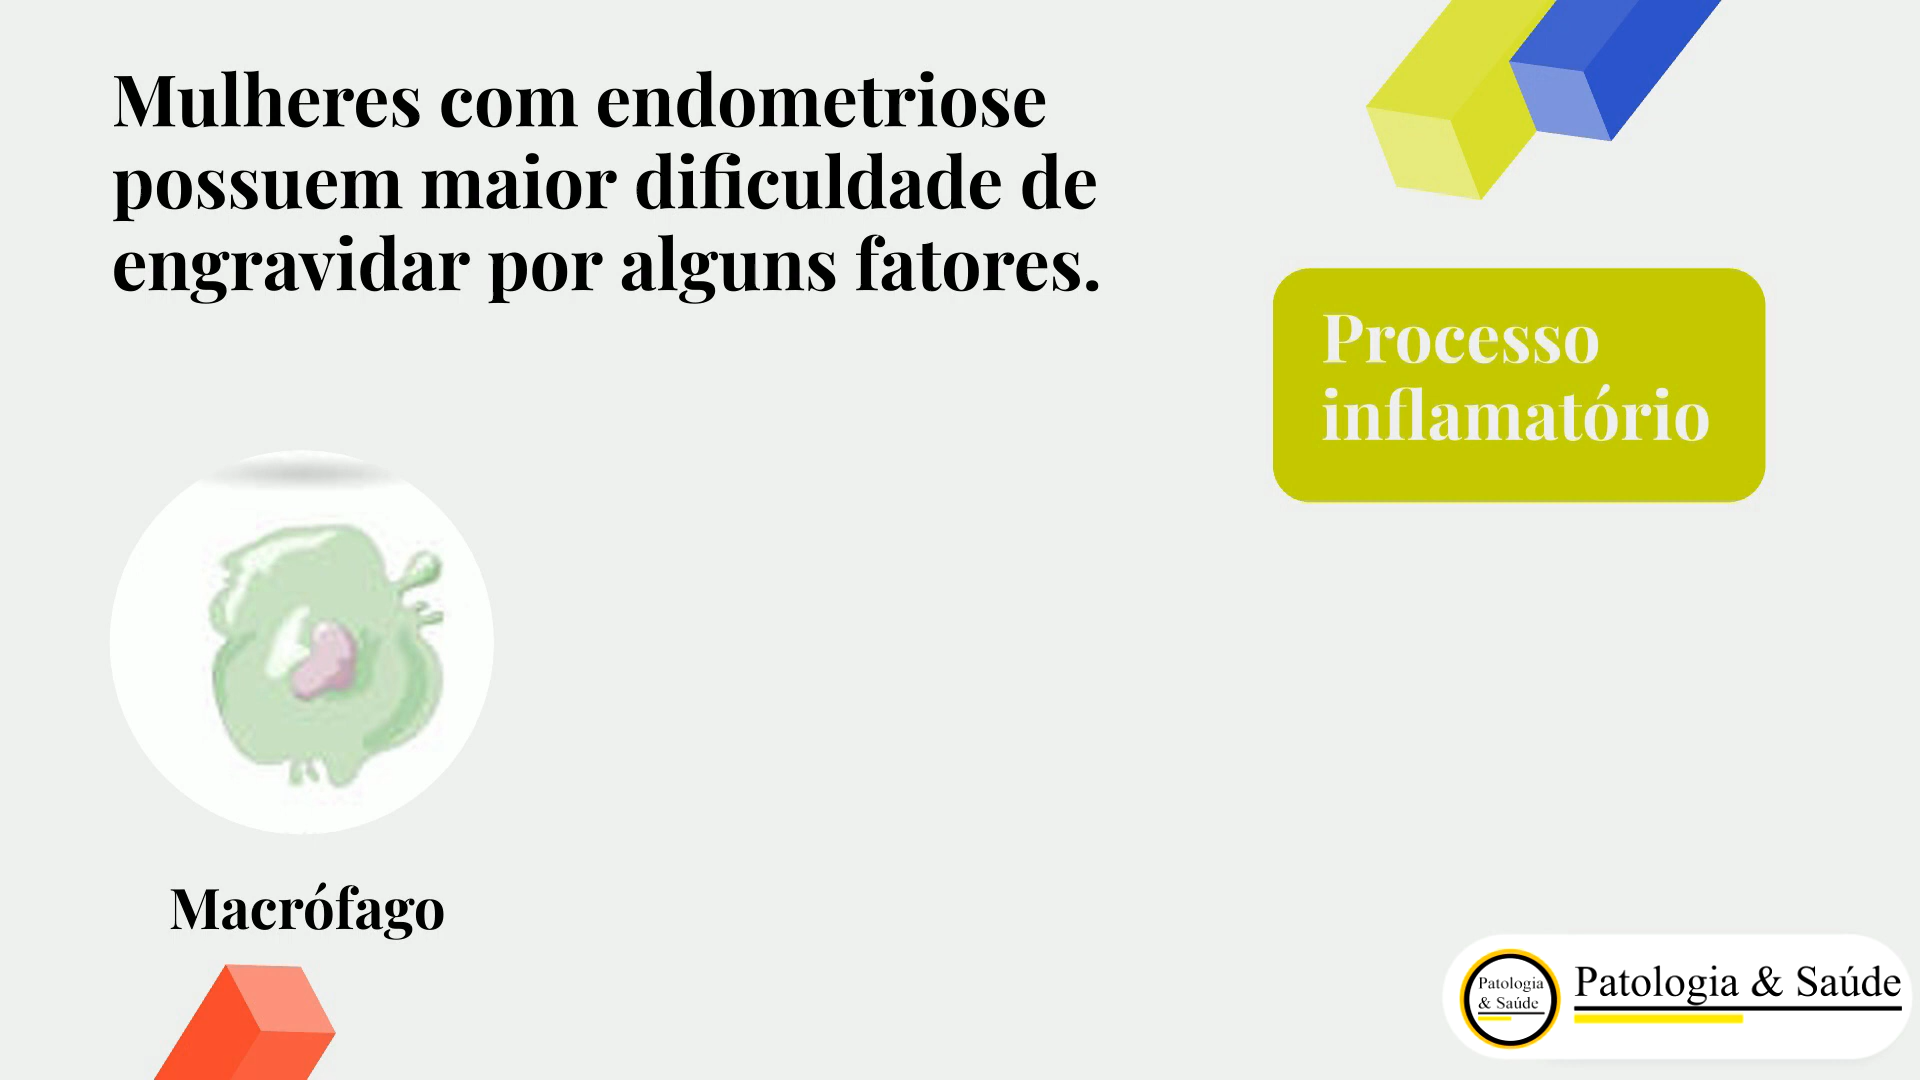 Mulheres com endometriose
possuem maior dificuldade de
engravidar por alguns fatores.
Processo
inflamatório
Macrófago
Patologia
& Saúde
Patologia & Saúde